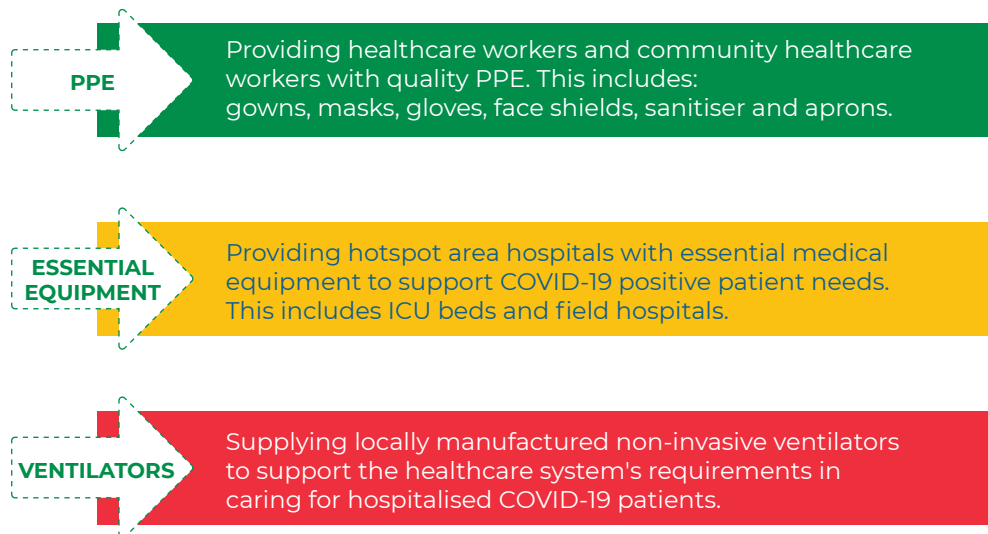 PPE
Providing healthcare workers and community healthcare
workers with quality PPE. This includes:
gowns, masks, gloves, face shields, sanitiser and aprons.
ESSENTIAL
EQUIPMENT
Providing hotspot area hospitals with essential medical
equipment to support COVID-19 positive patient needs.
This includes ICU beds and field hospitals.
VENTILATORS
Supplying locally manufactured non-invasive ventilators
to support the healthcare system's requirements in
caring for hospitalised COVID-19 patients.